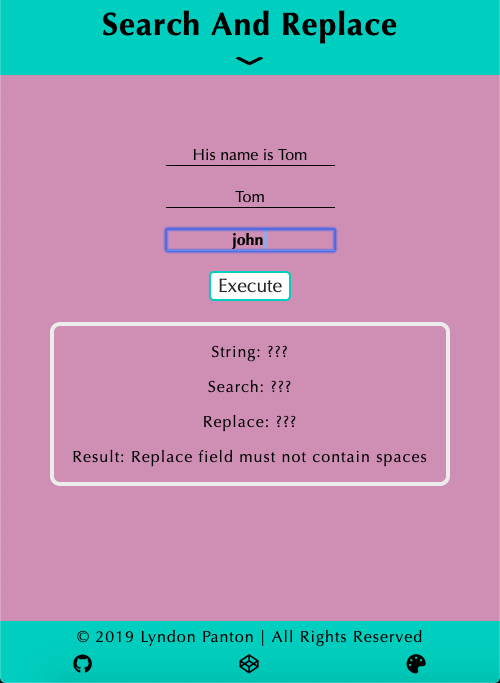 Search And Replace
His name is Tom
Tom
john
Execute
String: ???
Search: ???
Replace: ???
Result: Replace field must not contain spaces
© 2019 Lyndon Panton | All Rights Reserved